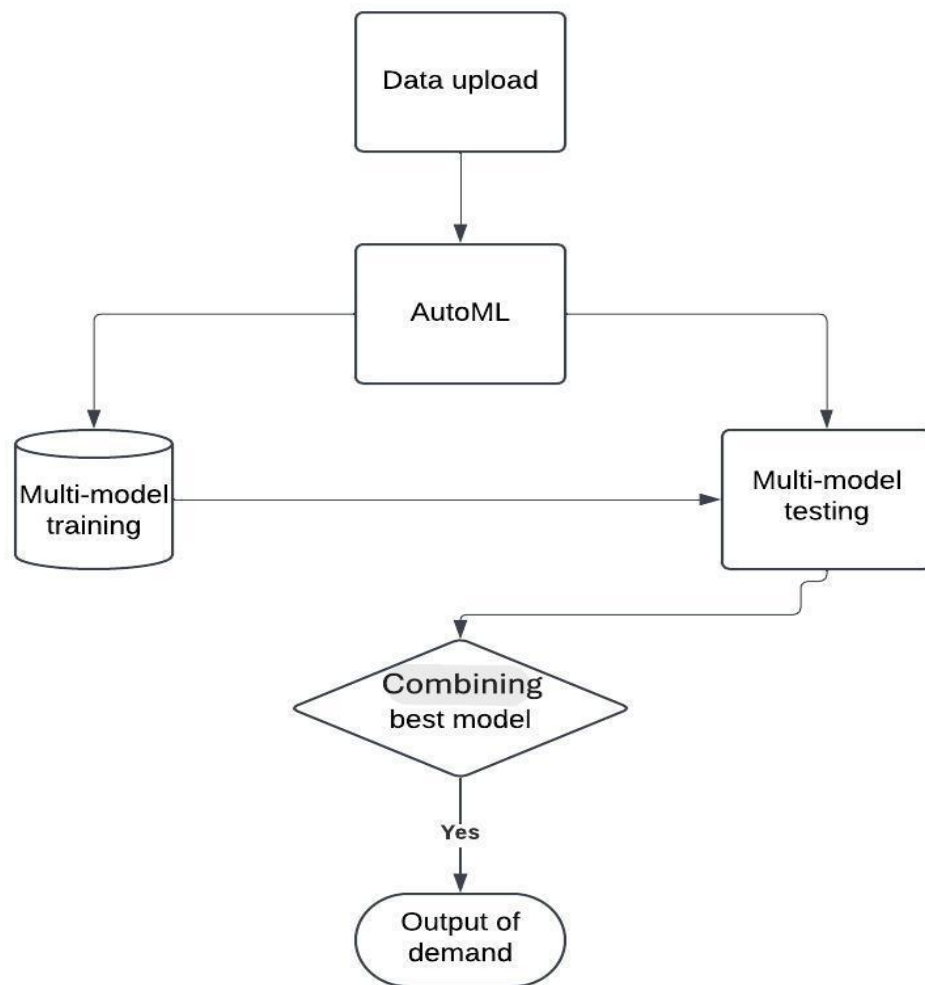 Data upload
AutoML
Multi-model
training
Multi-model
testing
Combining
best model
Yes
Output of
demand